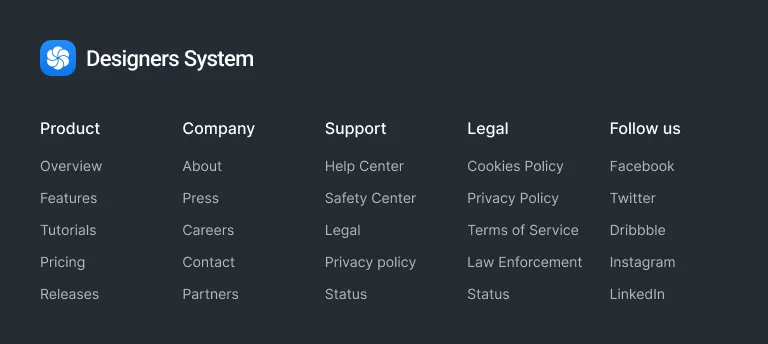 Designers System
Product
Overview
Features
Tutorials
Pricing
Releases
Company
About
Press
Careers
Contact
Partners
Support
Help Center
Safety Center
Legal
Privacy policy
Status
Legal
Cookies Policy
Privacy Policy
Terms of Service
Law Enforcement
Status
Follow us
Facebook
Twitter
Dribbble
Instagram
LinkedIn